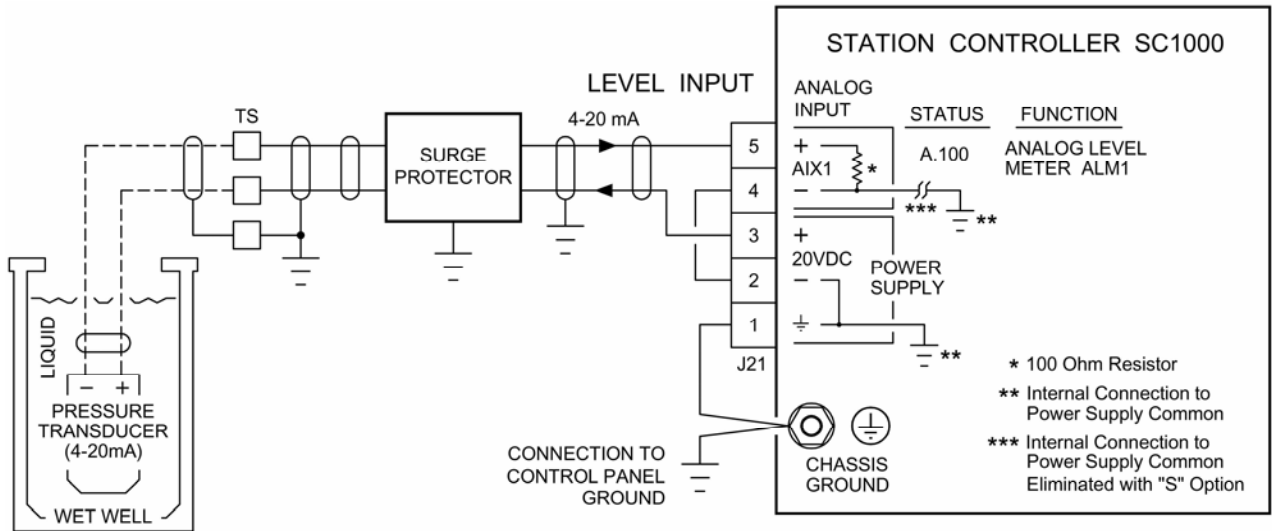 STATION CONTROLLER SC1000
LEVEL INPUT
ANALOG
INPUT
STATUS
FUNCTION
TS
4-20 mA
SURGE
PROTECTOR
5
+
AIX1
*
A.100
ANALOG LEVEL
METER ALM1
4
−
***
**
3
+
20VDC
POWER
SUPPLY
2
−
1
**
J21
LIQUID
− +
PRESSURE
TRANSDUCER
(4-20mA)
WET WELL
CONNECTION TO
CONTROL PANEL
GROUND
CHASSIS
GROUND
* 100 Ohm Resistor
** Internal Connection to
Power Supply Common
*** Internal Connection to
Power Supply Common
Eliminated with "S" Option